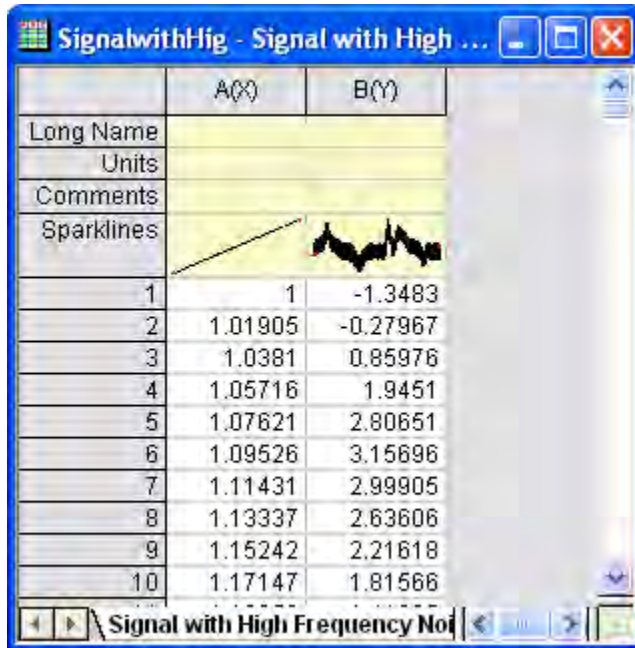 SignalwithHig - Signal with High ...
A(X) B(Y)
Long Name
Units
Comments
Sparklines
1 1 -1.3483
2 1.01905 -0.27967
3 1.0381 0.85976
4 1.05716 1.9451
5 1.07621 2.80651
6 1.09526 3.15696
7 1.11431 2.99905
8 1.13337 2.63606
9 1.15242 2.21618
10 1.17147 1.81566
Signal with High Frequency Noi